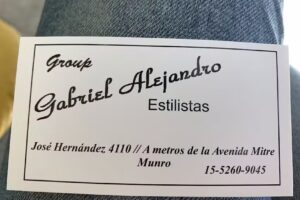 Group
Gabriel Alejandro
Estilistas
José Hernández 4110 // A metros de la Avenida Mitre
Munro
15-5260-9045